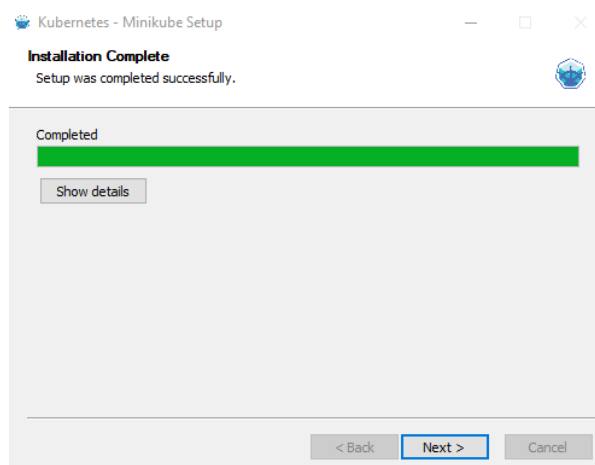 Kubernetes - Minikube Setup
Installation Complete
Setup was completed successfully.
Completed
Show details
< Back Next > Cancel